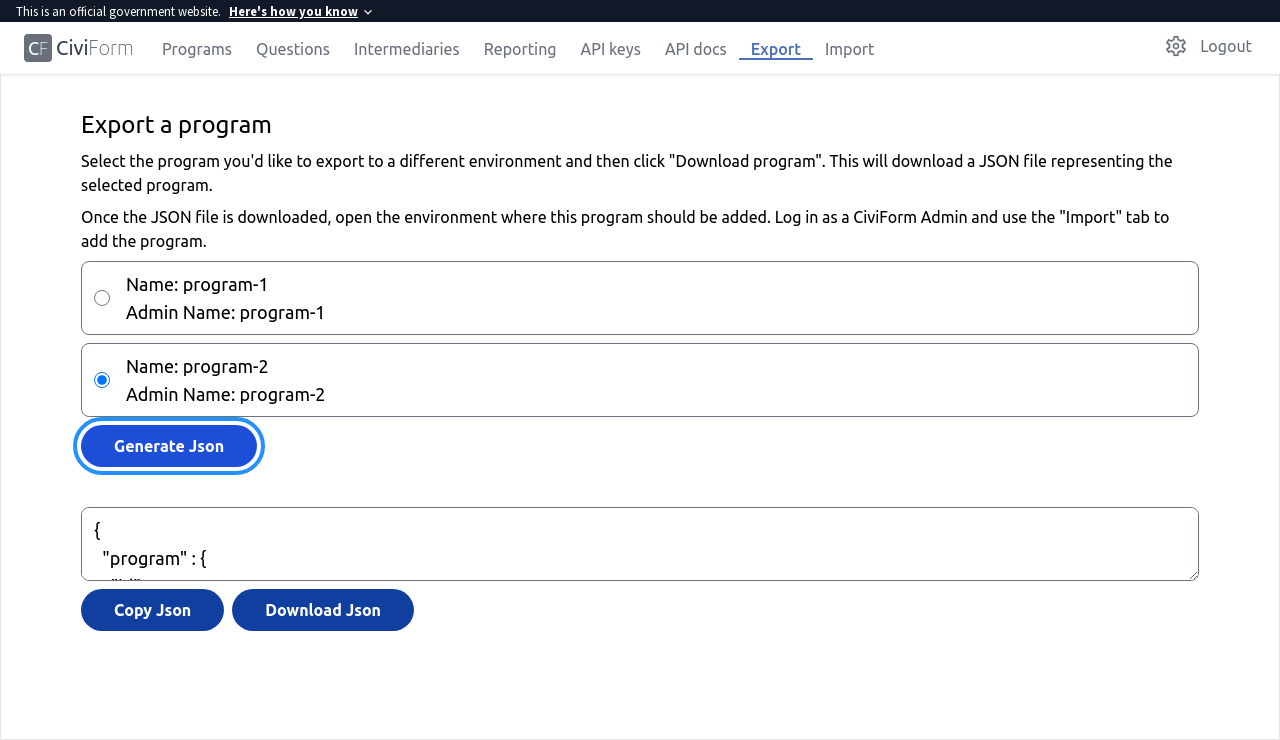 This is an official government website. Here's how you know
CF CiviForm Programs Questions Intermediaries Reporting API keys API docs Export Import Logout
Export a program
Select the program you'd like to export to a different environment and then click "Download program". This will download a JSON file representing the
selected program.
Once the JSON file is downloaded, open the environment where this program should be added. Log in as a CiviForm Admin and use the "Import" tab to
add the program.
Name: program-1
Admin Name: program-1
Name: program-2
Admin Name: program-2
Generate Json
{
"program" : {
Copy Json Download Json